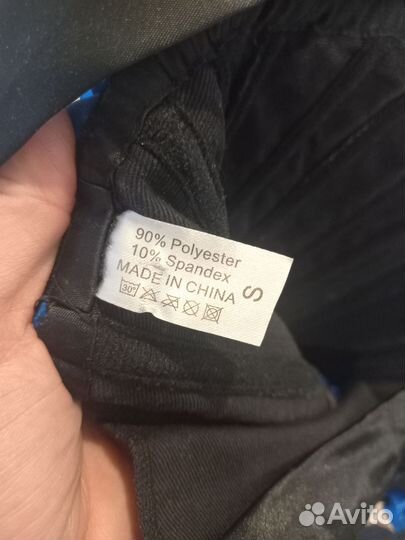 90% Polyester
10% Spandex
MADE IN CHINA
S
30°
Avito